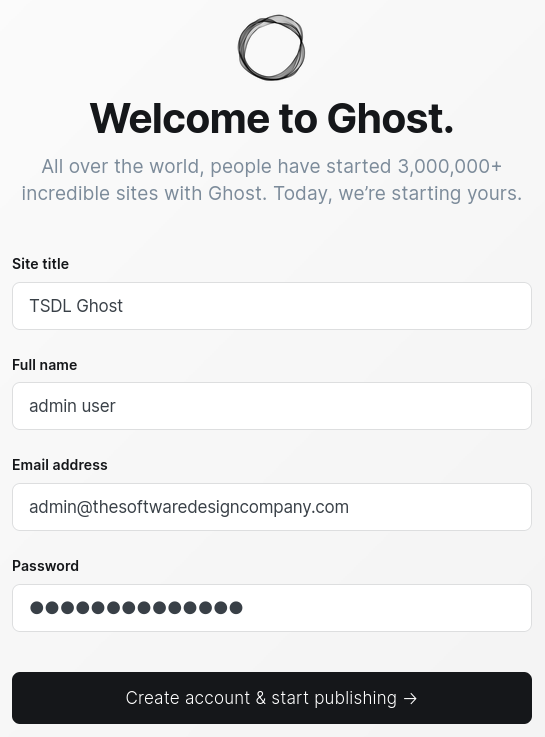 Welcome to Ghost.
All over the world, people have started 3,000,000+
incredible sites with Ghost. Today, we’re starting yours.
Site title
TSDL Ghost
Full name
admin user
Email address
admin@thesoftwaredesigncompany.com
Password
●●●●●●●●●●●●●●
Create account & start publishing →